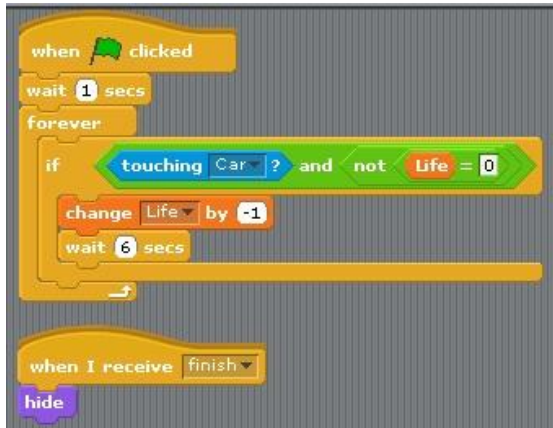 when clicked
wait 1 secs
forever
if touching Car ? and not Life = 0
change Life by -1
wait 6 secs
when I receive finish
hide